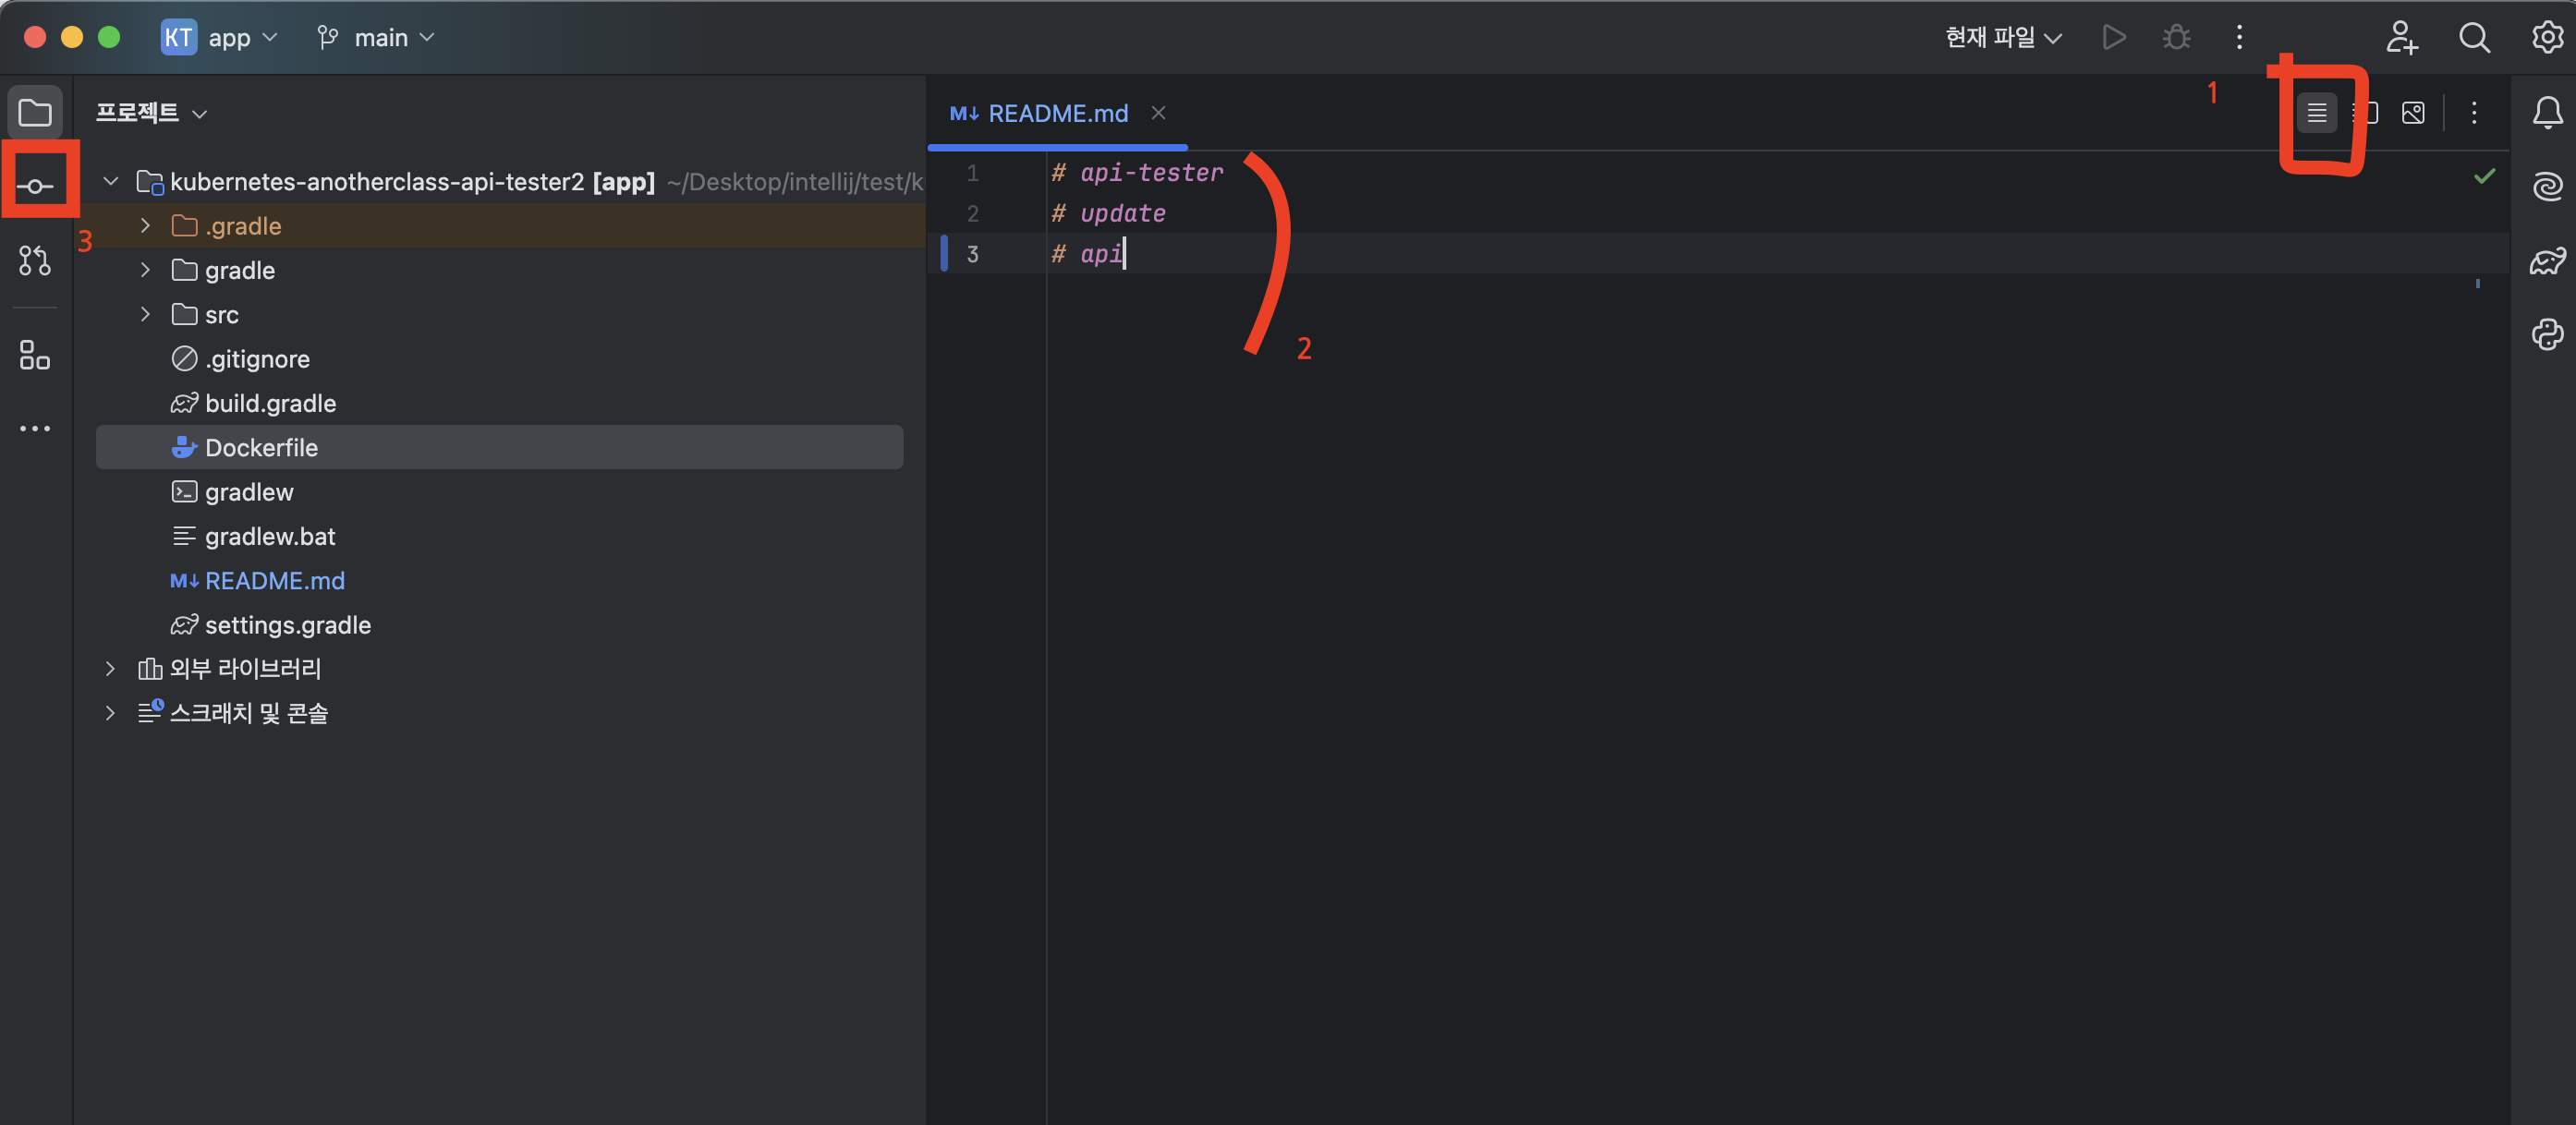 KT app main 현재 파일
1
프로젝트
M↓ README.md
kubernetes-anotherclass-api-tester2 [app] ~/Desktop/intellij/test/k
1 # api-tester
.gradle
2 # update
3
3 # api
gradle
src
.gitignore
2
build.gradle
Dockerfile
gradlew
gradlew.bat
M↓ README.md
settings.gradle
외부 라이브러리
스크래치 및 콘솔